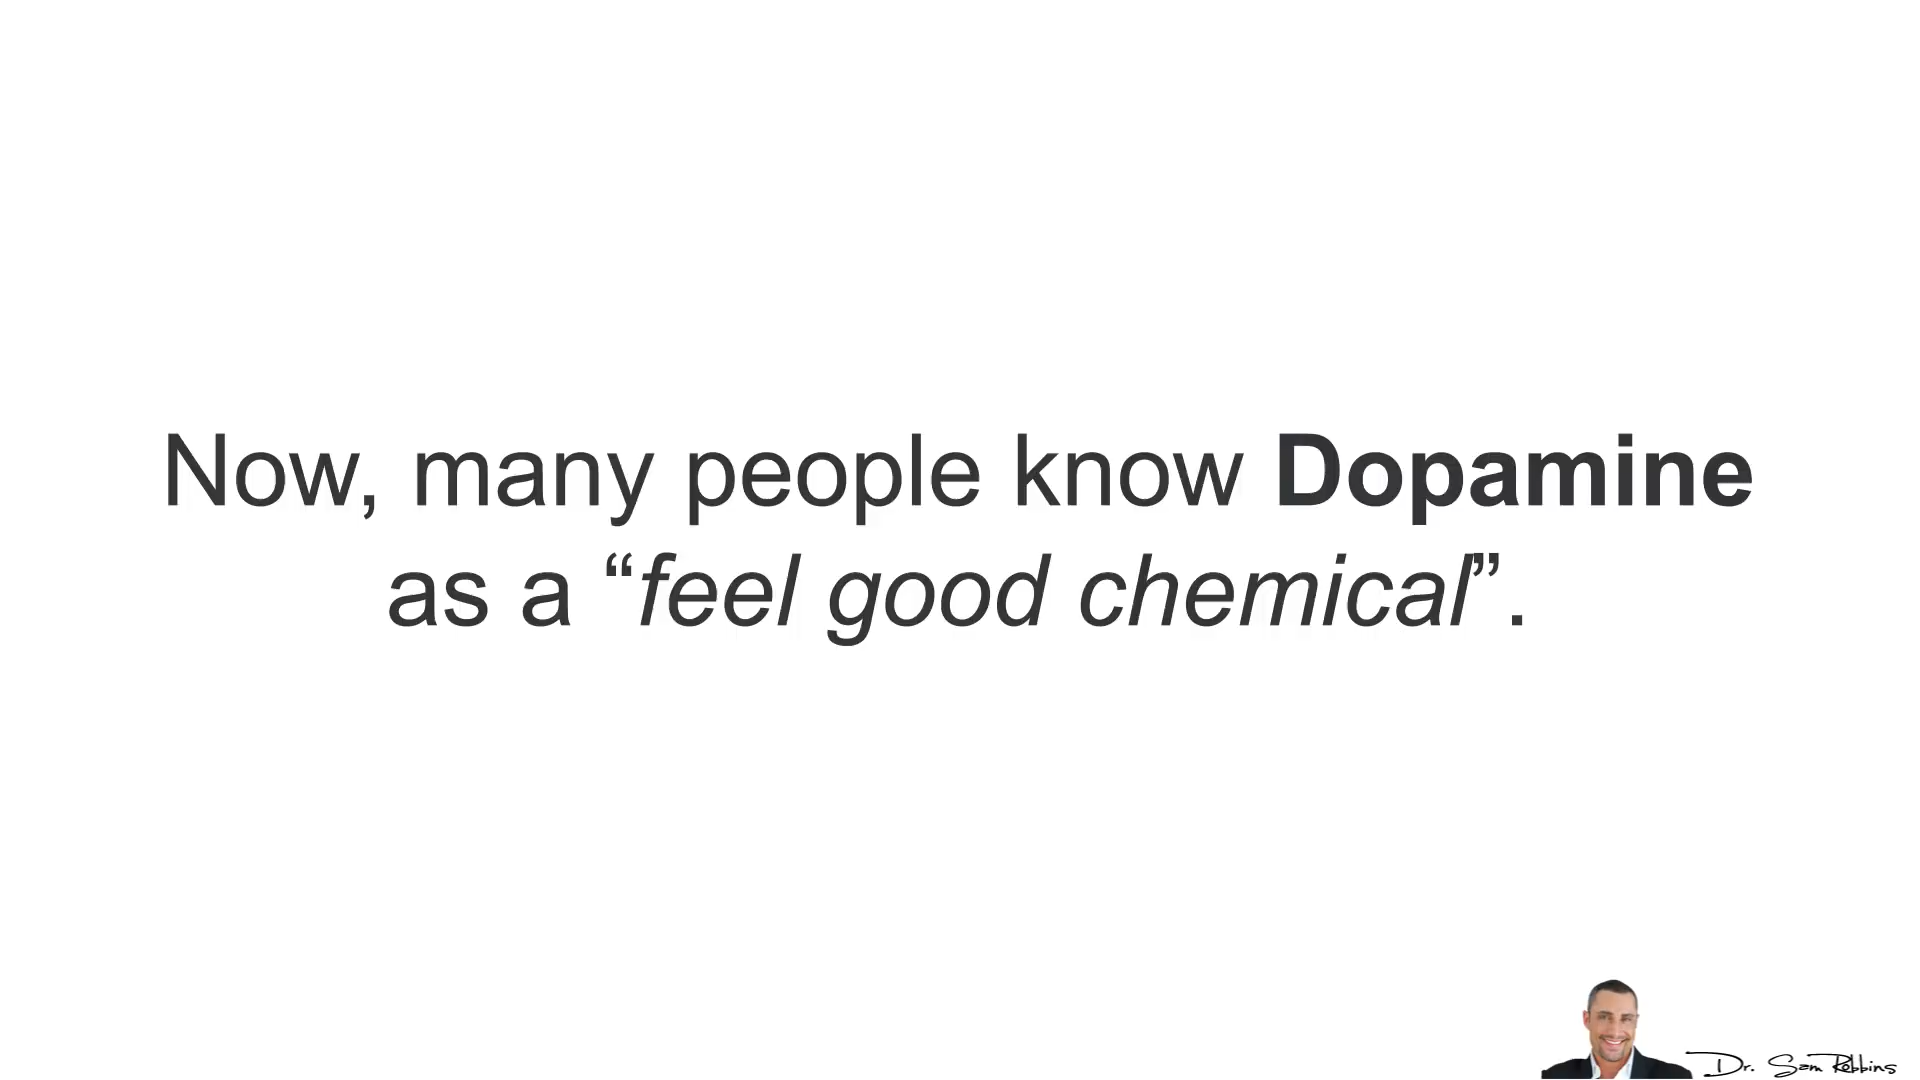 Now, many people know Dopamine
as a “feel good chemical”.
Dr. Sam Robbins